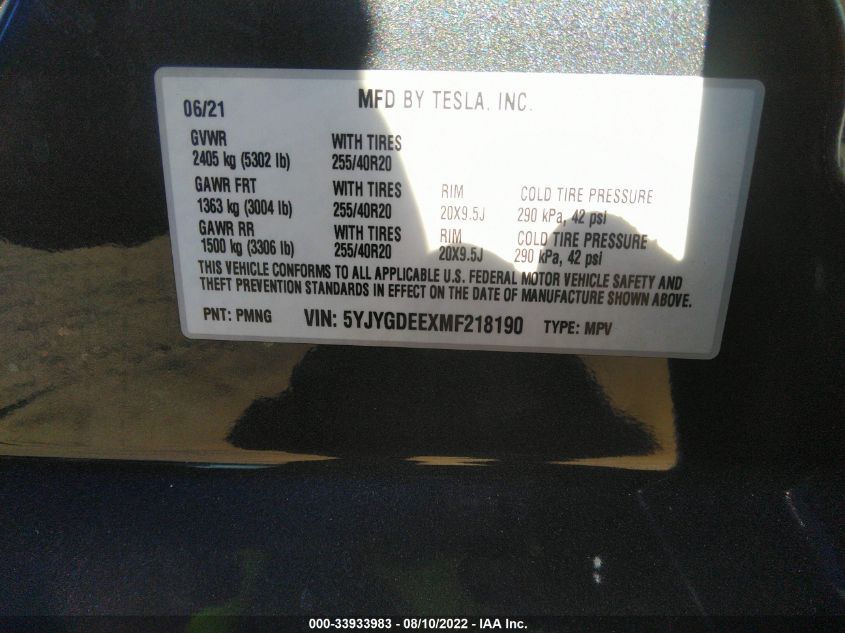 06/21 MFD BY TESLA, INC.
GVWR WITH TIRES
2405 kg (5302 lb) 255/40R20
GAWR FRT WITH TIRES RIM COLD TIRE PRESSURE
1363 kg (3004 lb) 255/40R20 20X9.5J 290 kPa, 42 psi
GAWR RR WITH TIRES RIM COLD TIRE PRESSURE
1500 kg (3306 lb) 255/40R20 20X9.5J 290 kPa, 42 psi
THIS VEHICLE CONFORMS TO ALL APPLICABLE U.S. FEDERAL MOTOR VEHICLE SAFETY AND
THEFT PREVENTION STANDARDS IN EFFECT ON THE DATE OF MANUFACTURE SHOWN ABOVE.
PNT: PMNG VIN: 5YJYGDEEXMF218190 TYPE: MPV
000-33933983 - 08/10/2022 - IAA Inc.